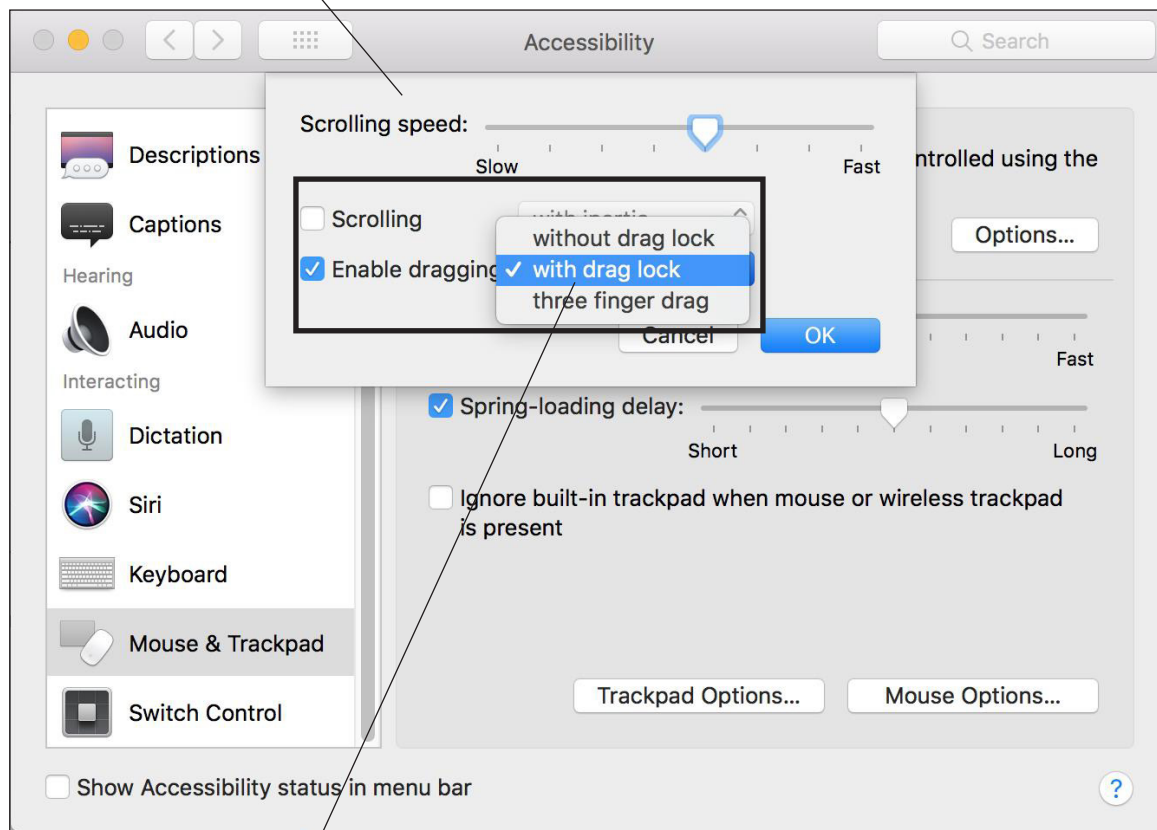 Accessibility
Search
Scrolling speed:
Slow
Fast
Scrolling
with inertia
Enable dragging
without drag lock
✓ with drag lock
three finger drag
Cancel
OK
Descriptions
Captions
Hearing
Audio
Interacting
Dictation
Siri
Keyboard
Mouse & Trackpad
Switch Control
ntrolled using the
Options...
Fast
Spring-loading delay:
Short
Long
Ignore built-in trackpad when mouse or wireless trackpad
is present
Trackpad Options...
Mouse Options...
Show Accessibility status in menu bar
?